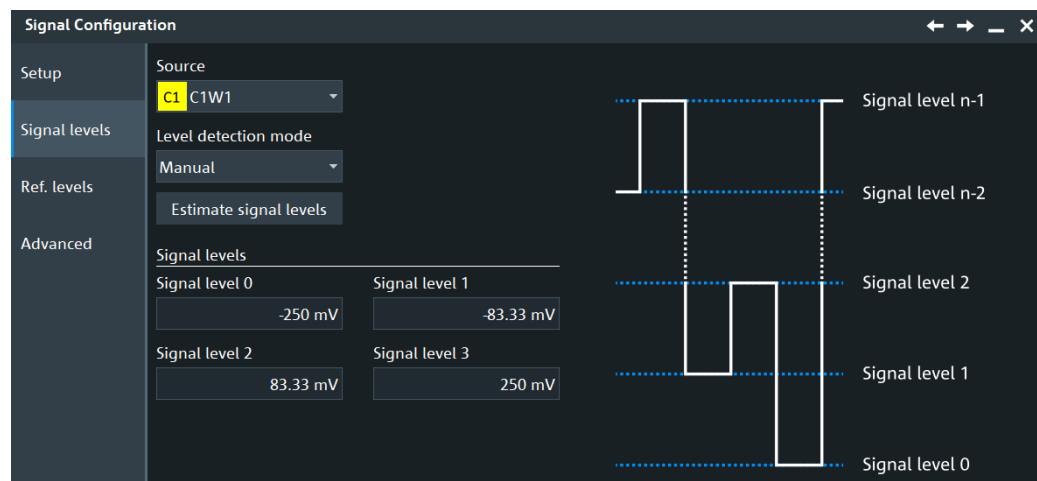 Signal Configuration
Setup
Signal levels
Ref. levels
Advanced
Source
C1 C1W1
Level detection mode
Manual
Estimate signal levels
Signal levels
Signal level 0 Signal level 1
-250 mV -83.33 mV
Signal level 2 Signal level 3
83.33 mV 250 mV
Signal level n-1
Signal level n-2
Signal level 2
Signal level 1
Signal level 0